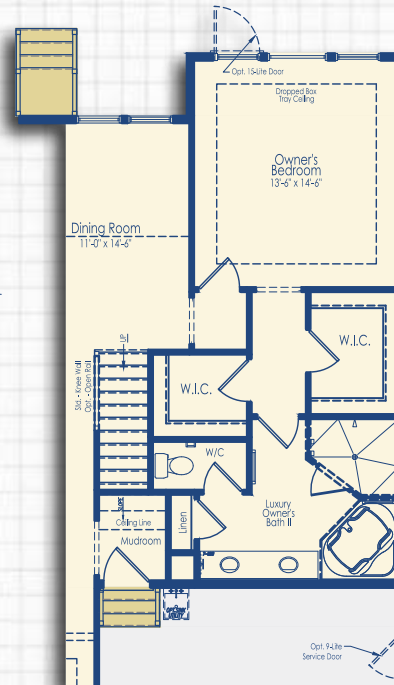 Opt. 15-Lite Door
Dropped Box
Tray Ceiling
Owner's
Bedroom
13'-6" x 14'-6"
Dining Room
11'-0" x 14'-6"
UP
Std. - Knee Wall
Opt. - Open Rail
W.I.C.
W.I.C.
W/C
Linen
Luxury
Owner's
Bath II
Ceiling Line
Mudroom
Opt. 9-Lite
Service Door